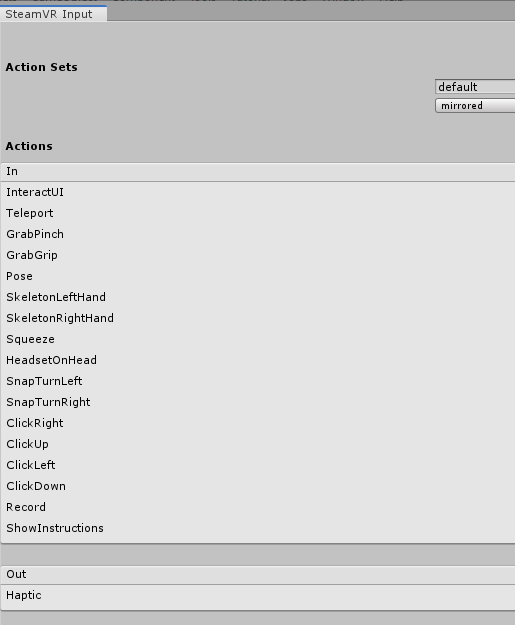 SteamVR Input
Action Sets
default
mirrored
Actions
In
InteractUI
Teleport
GrabPinch
GrabGrip
Pose
SkeletonLeftHand
SkeletonRightHand
Squeeze
HeadsetOnHead
SnapTurnLeft
SnapTurnRight
ClickRight
ClickUp
ClickLeft
ClickDown
Record
ShowInstructions
Out
Haptic